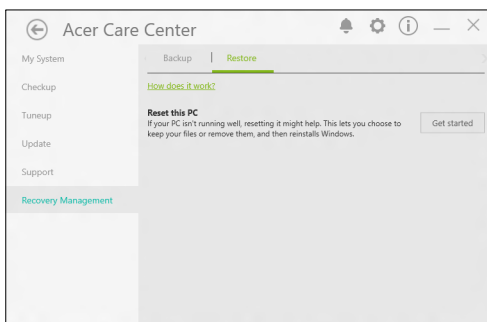 Acer Care Center
My System
Checkup
Tuneup
Update
Support
Recovery Management
Backup | Restore
How does it work?
Reset this PC
If your PC isn't running well, resetting it might help. This lets you choose to
keep your files or remove them, and then reinstalls Windows.
Get started